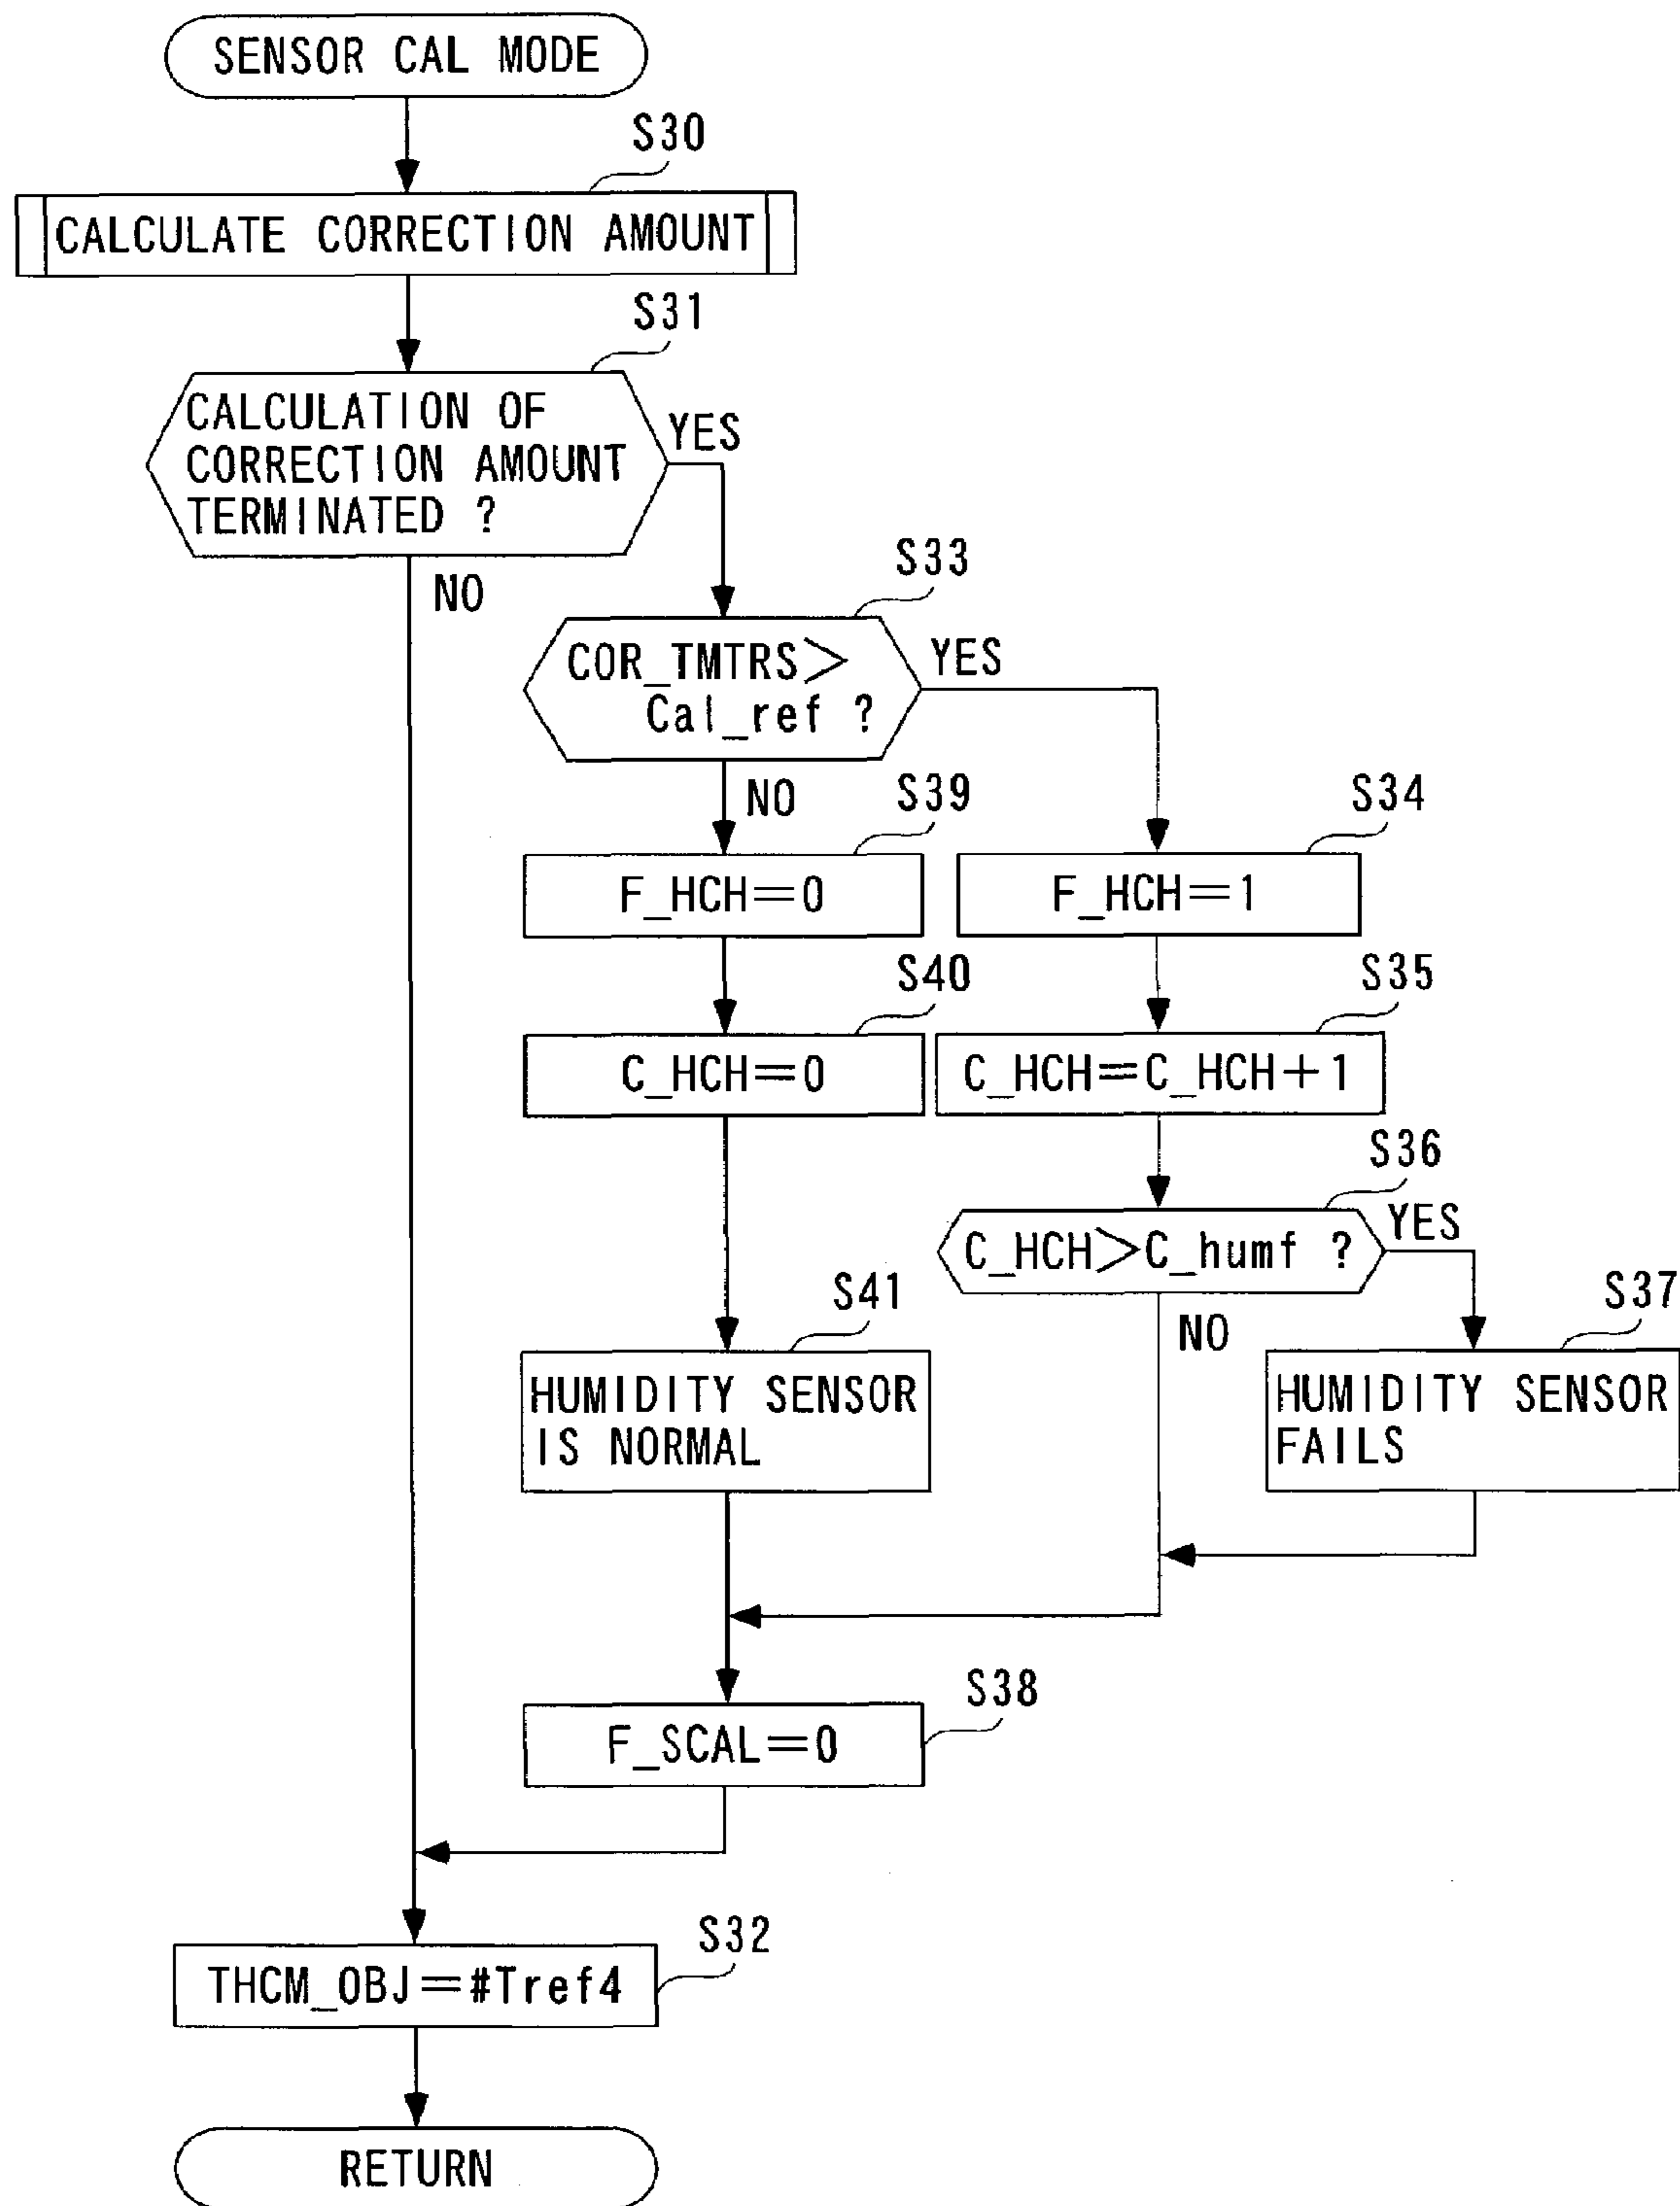 SENSOR CAL MODE
S30
CALCULATE CORRECTION AMOUNT
S31
CALCULATION OF
CORRECTION AMOUNT
TERMINATED ?
YES
NO
S33
COR_TMTRS>
Cal_ref ?
YES
NO
S39
F_HCH=0
S34
F_HCH=1
S40
C_HCH=0
S35
C_HCH=C_HCH+1
S36
C_HCH>C_humf ?
YES
NO
S41
HUMIDITY SENSOR
IS NORMAL
S37
HUMIDITY SENSOR
FAILS
S38
F_SCAL=0
S32
THCM_OBJ=#Tref4
RETURN